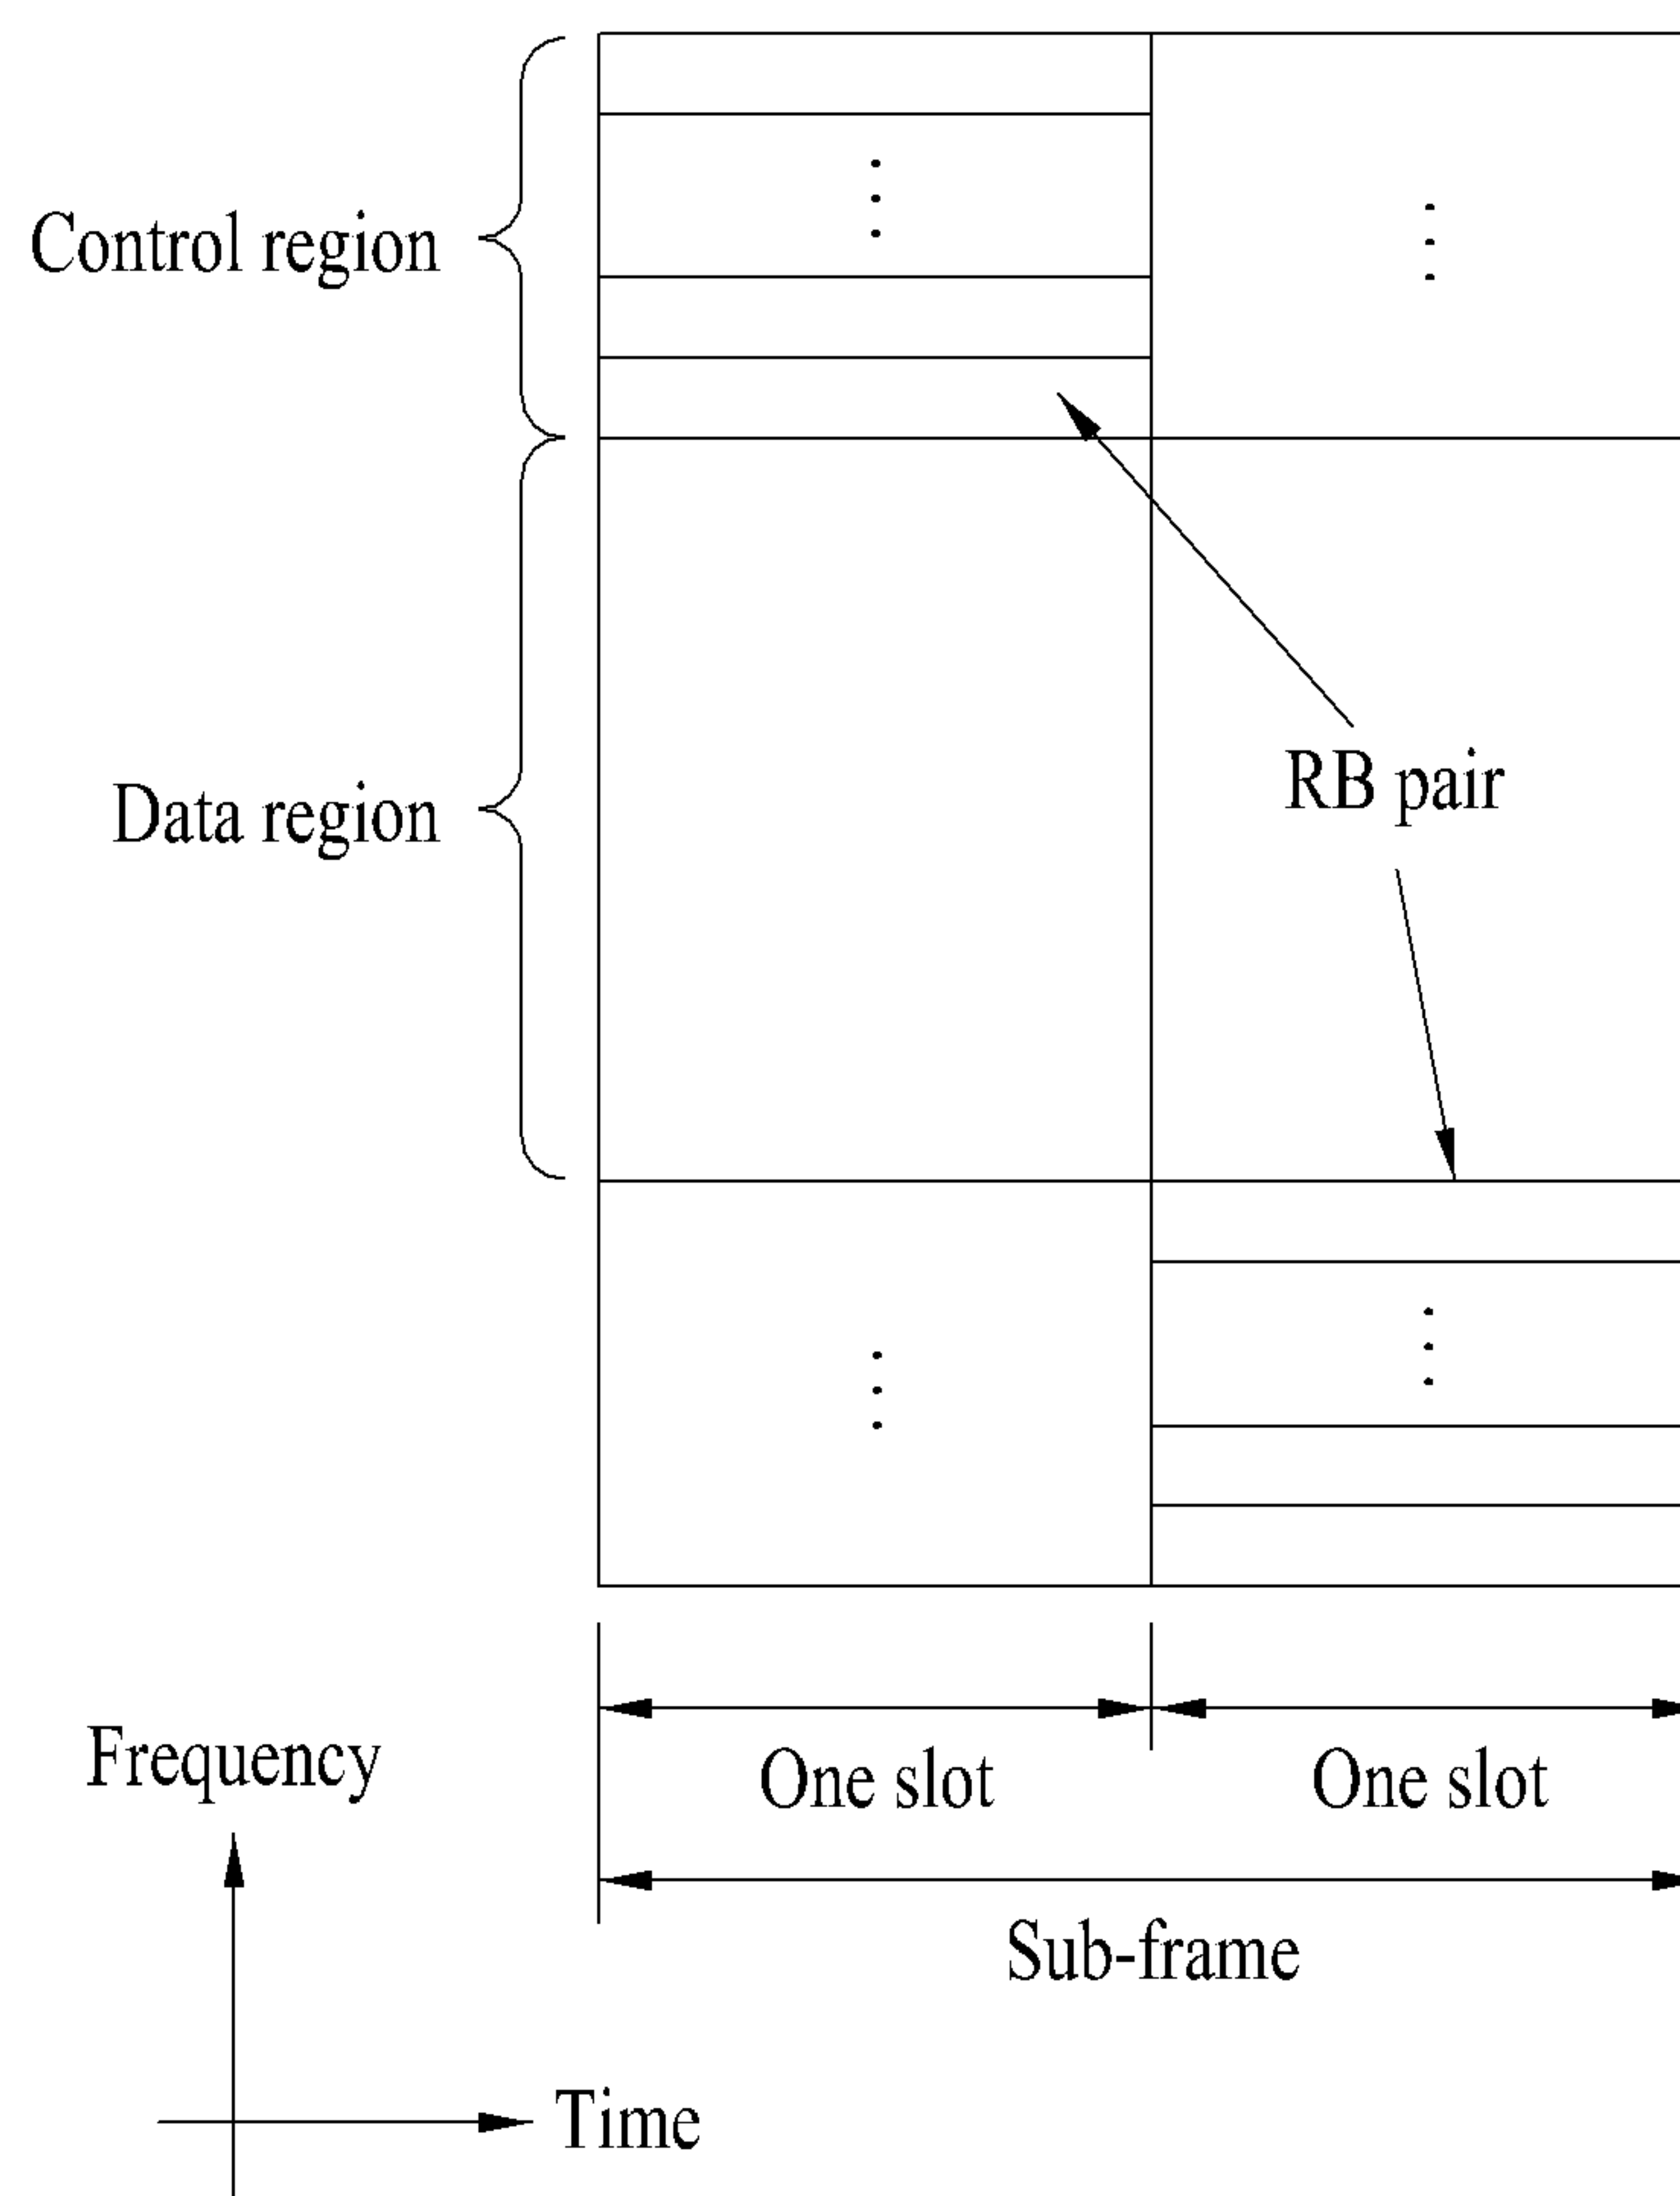 Control region
Data region
RB pair
One slot
One slot
Frequency
Sub-frame
Time